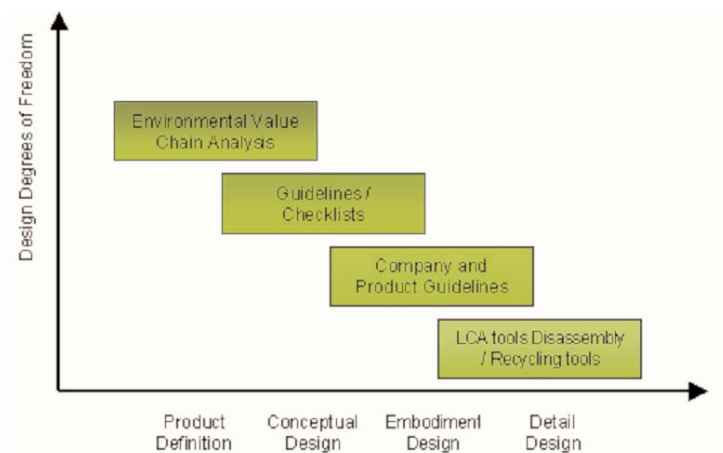 Design Degrees of Freedom
Environmental Value
Chain Analysis
Guidelines /
Checklists
Company and
Product Guidelines
LCA tools Disassembly
/ Recycling tools
Product
Definition
Conceptual
Design
Embodiment
Design
Detail
Design